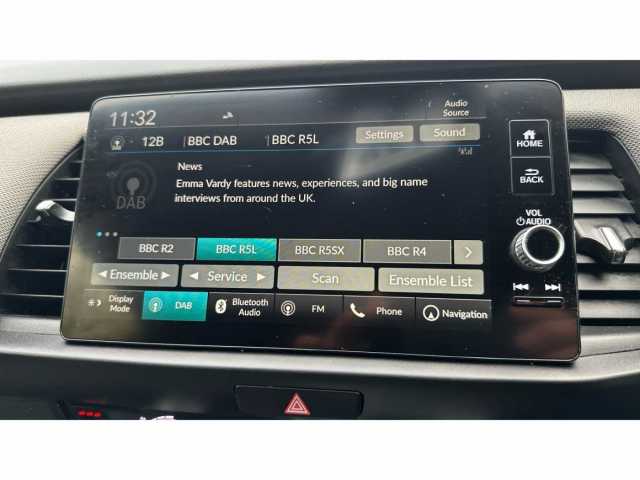 11:32
Audio
Source
12B BBC DAB BBC R5L Settings Sound
News
Emma Vardy features news, experiences, and big name
interviews from around the UK.
DAB
BBC R2 BBC R5L BBC R5SX BBC R4
Ensemble Service Scan Ensemble List
Display
Mode
DAB
Bluetooth
Audio
FM
Phone
Navigation
HOME
BACK
VOL
AUDIO